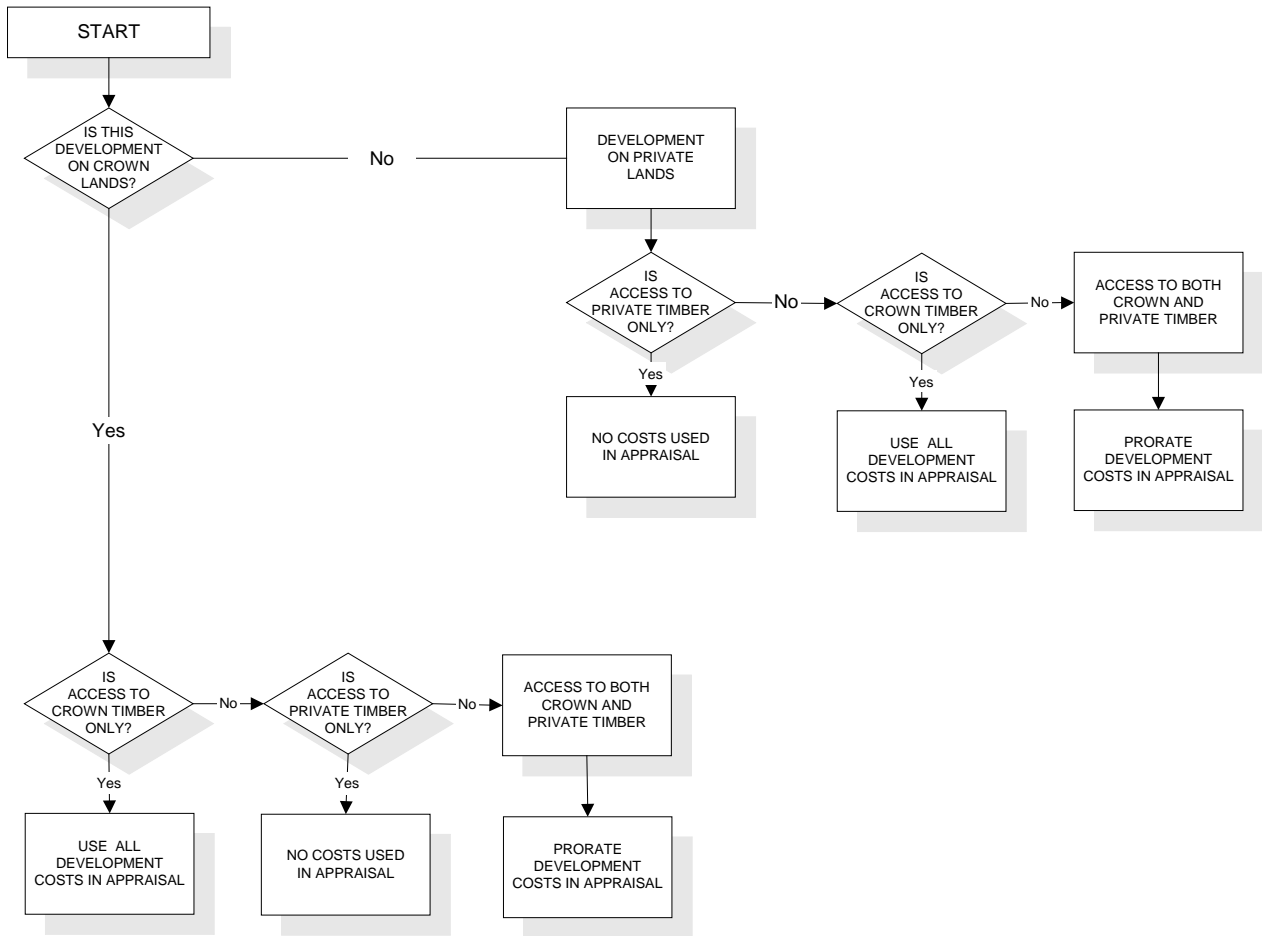 START
IS THIS
DEVELOPMENT
ON CROWN
LANDS?
No
DEVELOPMENT
ON PRIVATE
LANDS
IS
ACCESS TO
PRIVATE TIMBER
ONLY?
No
IS
ACCESS TO
CROWN TIMBER
ONLY?
No
ACCESS TO BOTH
CROWN AND
PRIVATE TIMBER
Yes
Yes
NO COSTS USED
IN APPRAISAL
USE ALL
DEVELOPMENT
COSTS IN APPRAISAL
PRORATE
DEVELOPMENT
COSTS IN APPRAISAL
Yes
IS
ACCESS TO
CROWN TIMBER
ONLY?
No
IS
ACCESS TO
PRIVATE TIMBER
ONLY?
No
ACCESS TO BOTH
CROWN AND
PRIVATE TIMBER
Yes
Yes
USE ALL
DEVELOPMENT
COSTS IN APPRAISAL
NO COSTS USED
IN APPRAISAL
PRORATE
DEVELOPMENT
COSTS IN APPRAISAL